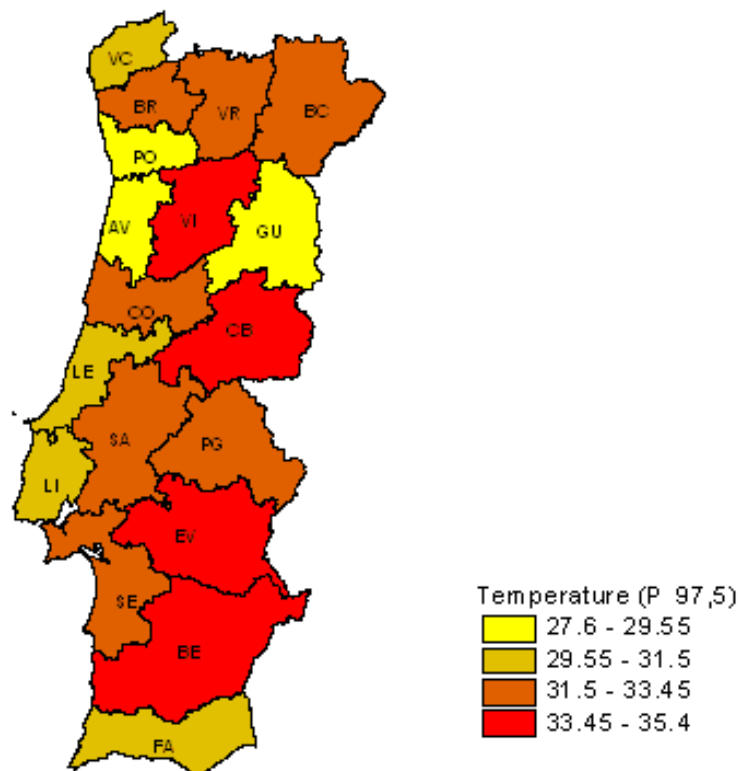 VC
BR
VR
BC
PO
AV
VI
GU
CO
CB
LE
SA
PG
LI
EV
SE
BE
FA
Temperature (P 97,5)
27.6 - 29.55
29.55 - 31.5
31.5 - 33.45
33.45 - 35.4